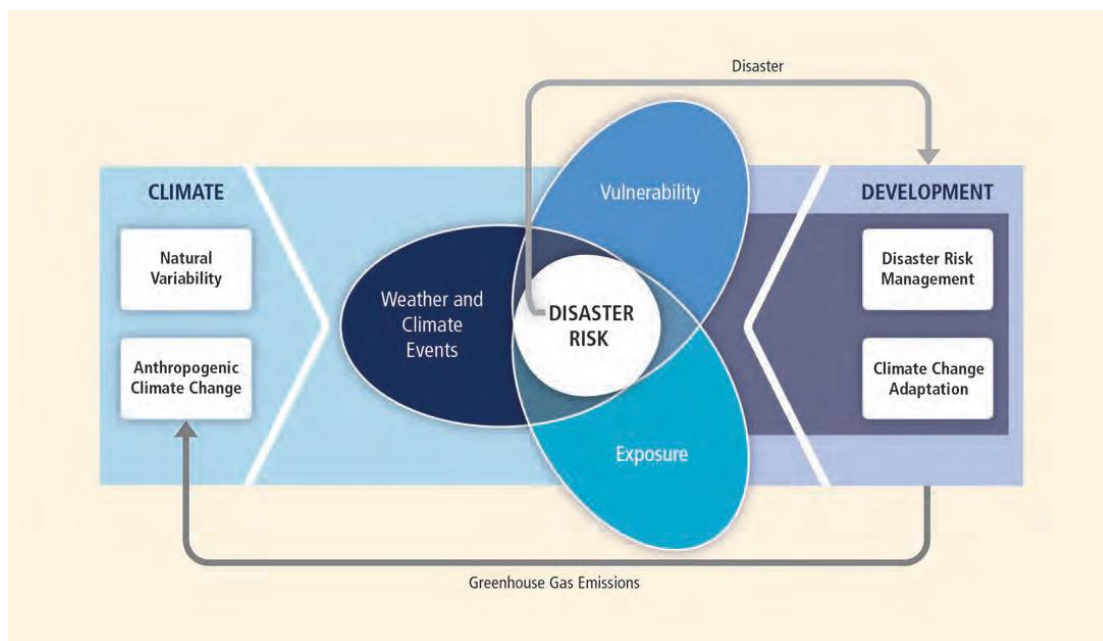 Disaster
CLIMATE
Natural
Variability
Anthropogenic
Climate Change
Vulnerability
Weather and
Climate
Events
DISASTER
RISK
Exposure
DEVELOPMENT
Disaster Risk
Management
Climate Change
Adaptation
Greenhouse Gas Emissions